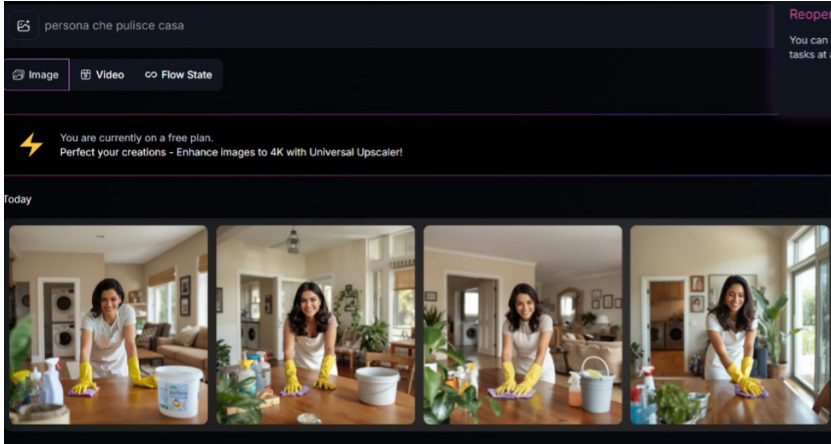 persona che pulisce casa
Reoper
You can
tasks at
Image
Video
Flow State
You are currently on a free plan.
Perfect your creations - Enhance images to 4K with Universal Upscaler!
Today